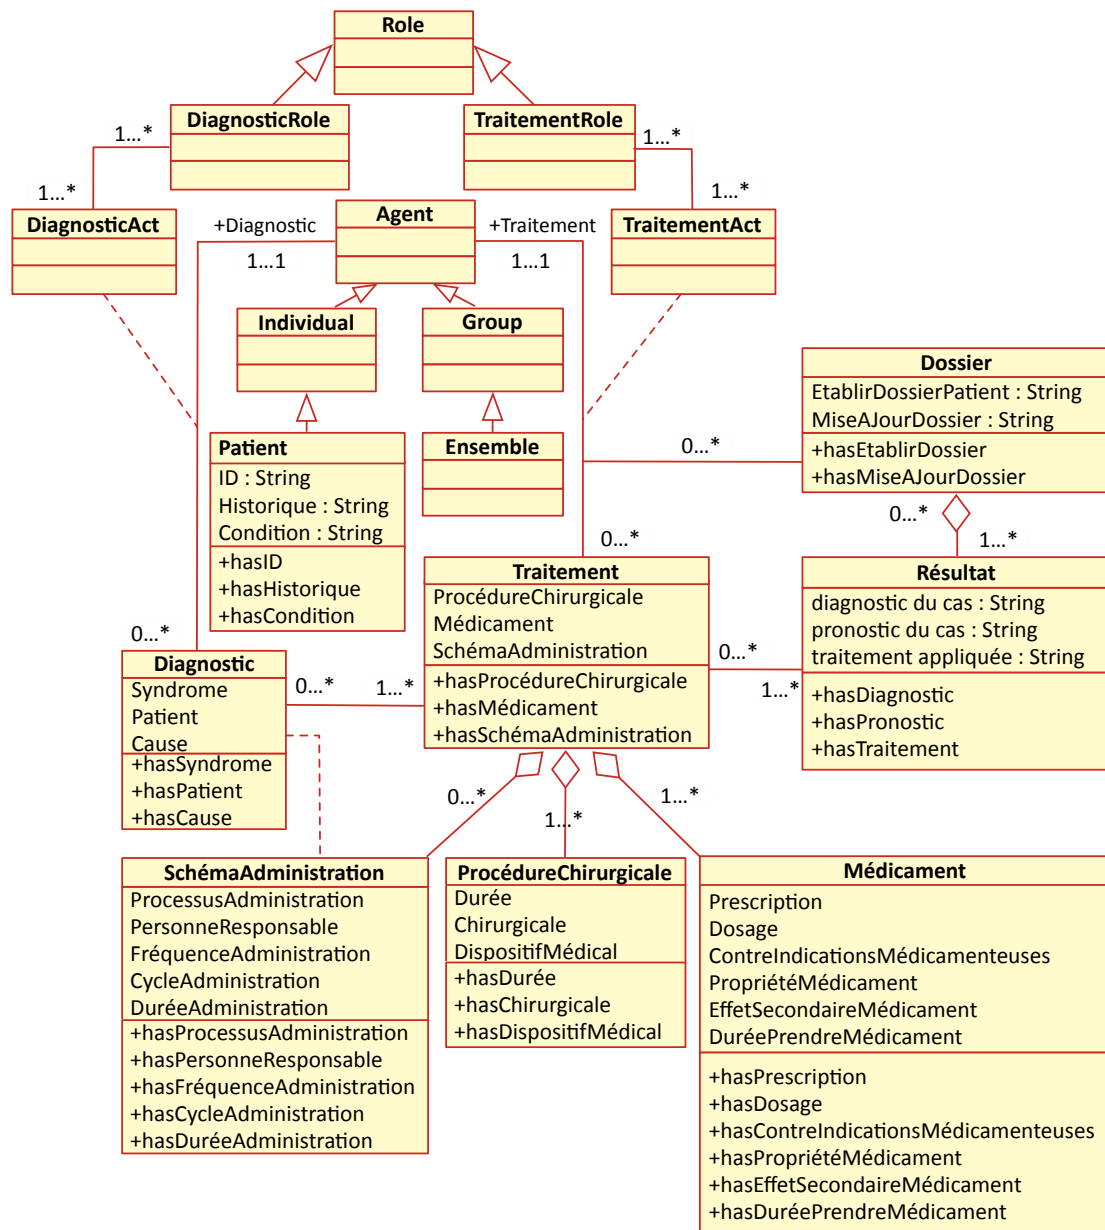 Role
DiagnosticRole
TraitementRole
1...*
1...*
1...*
1...*
DiagnosticAct
+Diagnostic
1...1
Agent
+Traitement
1...1
TraitementAct
Individual
Group
Dossier
EtablirDossierPatient : String
MiseAJourDossier : String
+hasEtablirDossier
+hasMiseAJourDossier
Patient
ID : String
Historique : String
Condition : String
+hasID
+hasHistorique
+hasCondition
Ensemble
0...*
0...*
1...*
0...*
Traitement
ProcédureChirurgicale
Médicament
SchémaAdministration
+hasProcédureChirurgicale
+hasMédicament
+hasSchémaAdministration
Résultat
diagnostic du cas : String
pronostic du cas : String
traitement appliquée : String
+hasDiagnostic
+hasPronostic
+hasTraitement
0...*
1...*
0...*
Diagnostic
Syndrome
Patient
Cause
+hasSyndrome
+hasPatient
+hasCause
0...*
1...*
0...*
1...*
1...*
SchémaAdministration
ProcessusAdministration
PersonneResponsable
FréquenceAdministration
CycleAdministration
DuréeAdministration
+hasProcessusAdministration
+hasPersonneResponsable
+hasFréquenceAdministration
+hasCycleAdministration
+hasDuréeAdministration
ProcédureChirurgicale
Durée
Chirurgicale
DispositifMédical
+hasDurée
+hasChirurgicale
+hasDispositifMédical
Médicament
Prescription
Dosage
ContreIndicationsMédicamenteuses
PropriétéMédicament
EffetSecondaireMédicament
DuréePrendreMédicament
+hasPrescription
+hasDosage
+hasContreIndicationsMédicamenteuses
+hasPropriétéMédicament
+hasEffetSecondaireMédicament
+hasDuréePrendreMédicament